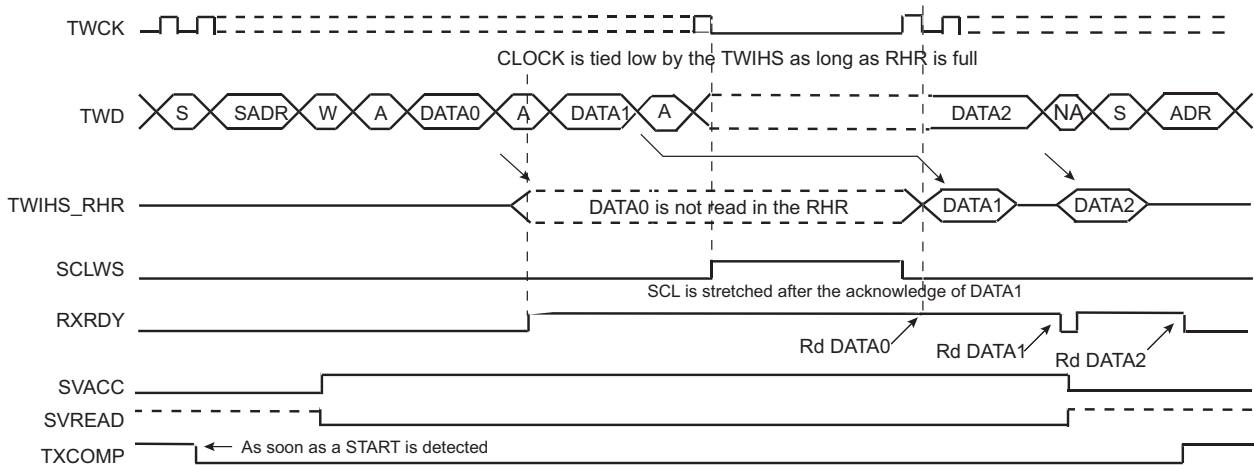 TWCK
CLOCK is tied low by the TWIHS as long as RHR is full
TWD S SADR W A DATA0 A DATA1 A DATA2 NA S ADR
TWIHS_RHR DATA0 is not read in the RHR DATA1 DATA2
SCLWS
SCL is stretched after the acknowledge of DATA1
RXRDY
Rd DATA0 Rd DATA1 Rd DATA2
SVACC
SVREAD
As soon as a START is detected
TXCOMP